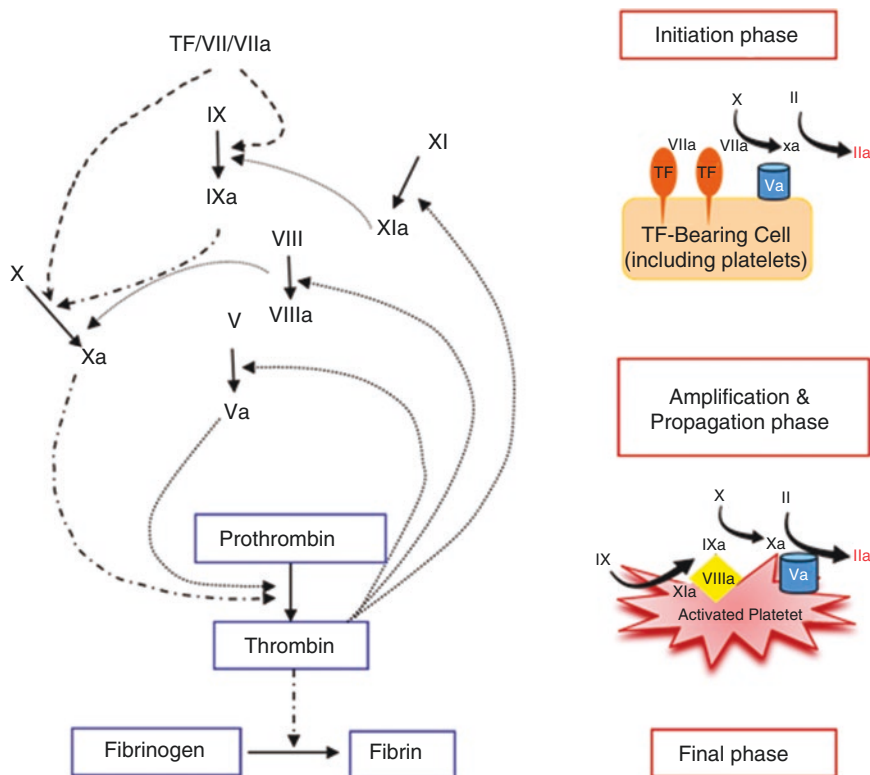 TF/VII/VIIa
IX
IXa
XI
XIa
VIII
VIIIa
X
Xa
V
Va
Prothrombin
Thrombin
Fibrinogen
Fibrin
Initiation phase
X
II
VIIa
VIIa
xa
IIa
TF
TF
Va
TF-Bearing Cell
(including platelets)
Amplification &
Propagation phase
X
II
IX
IXa
Xa
IIa
XIa
VIIIa
Va
Activated Platetet
Final phase